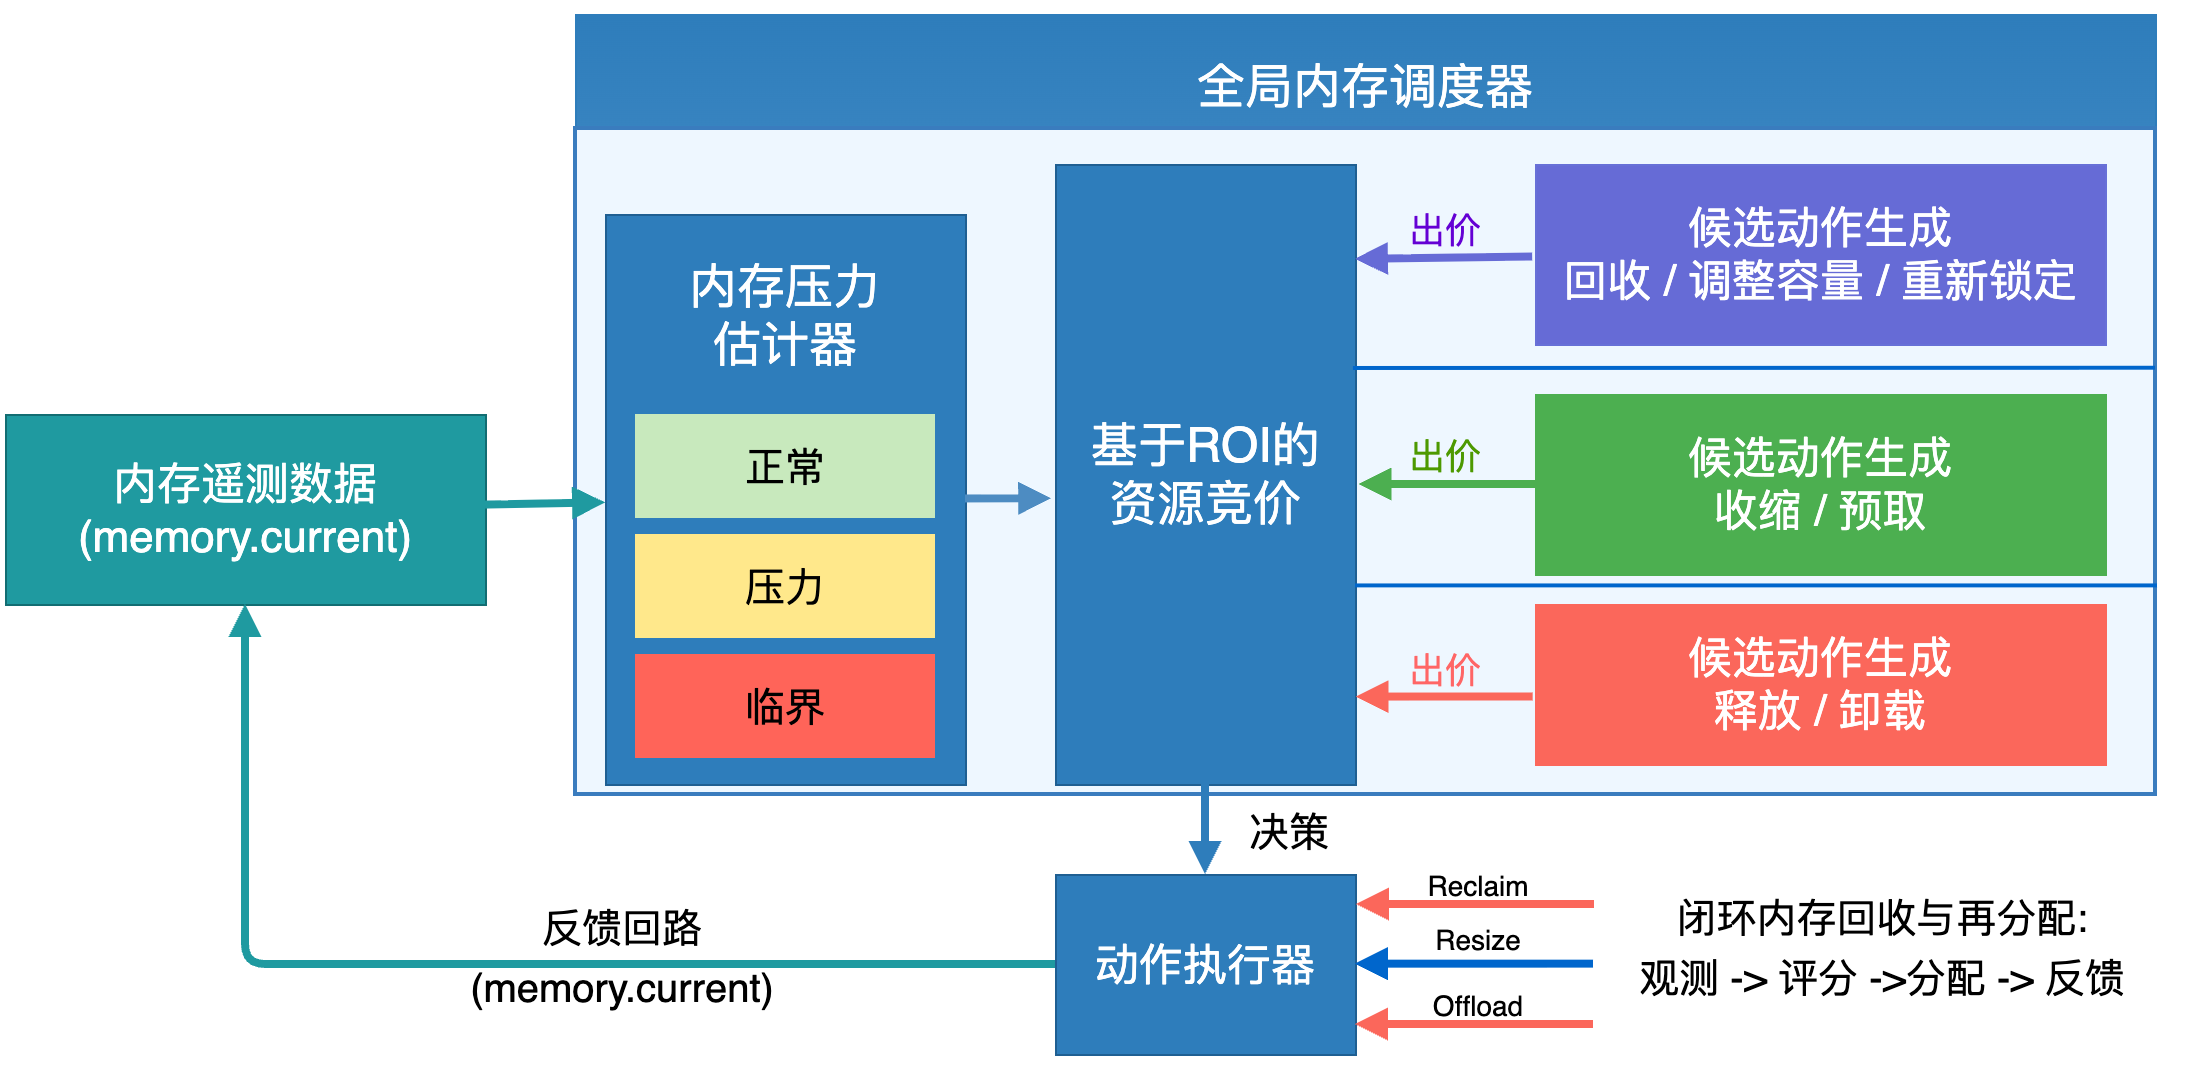 全局内存调度器
内存压力
估计器
正常
压力
临界
内存遥测数据
(memory.current)
基于ROI的
资源竞价
出价
候选动作生成
回收 / 调整容量 / 重新锁定
出价
候选动作生成
收缩 / 预取
出价
候选动作生成
释放 / 卸载
决策
动作执行器
Reclaim
Resize
Offload
闭环内存回收与再分配:
观测 -> 评分 ->分配 -> 反馈
反馈回路
(memory.current)